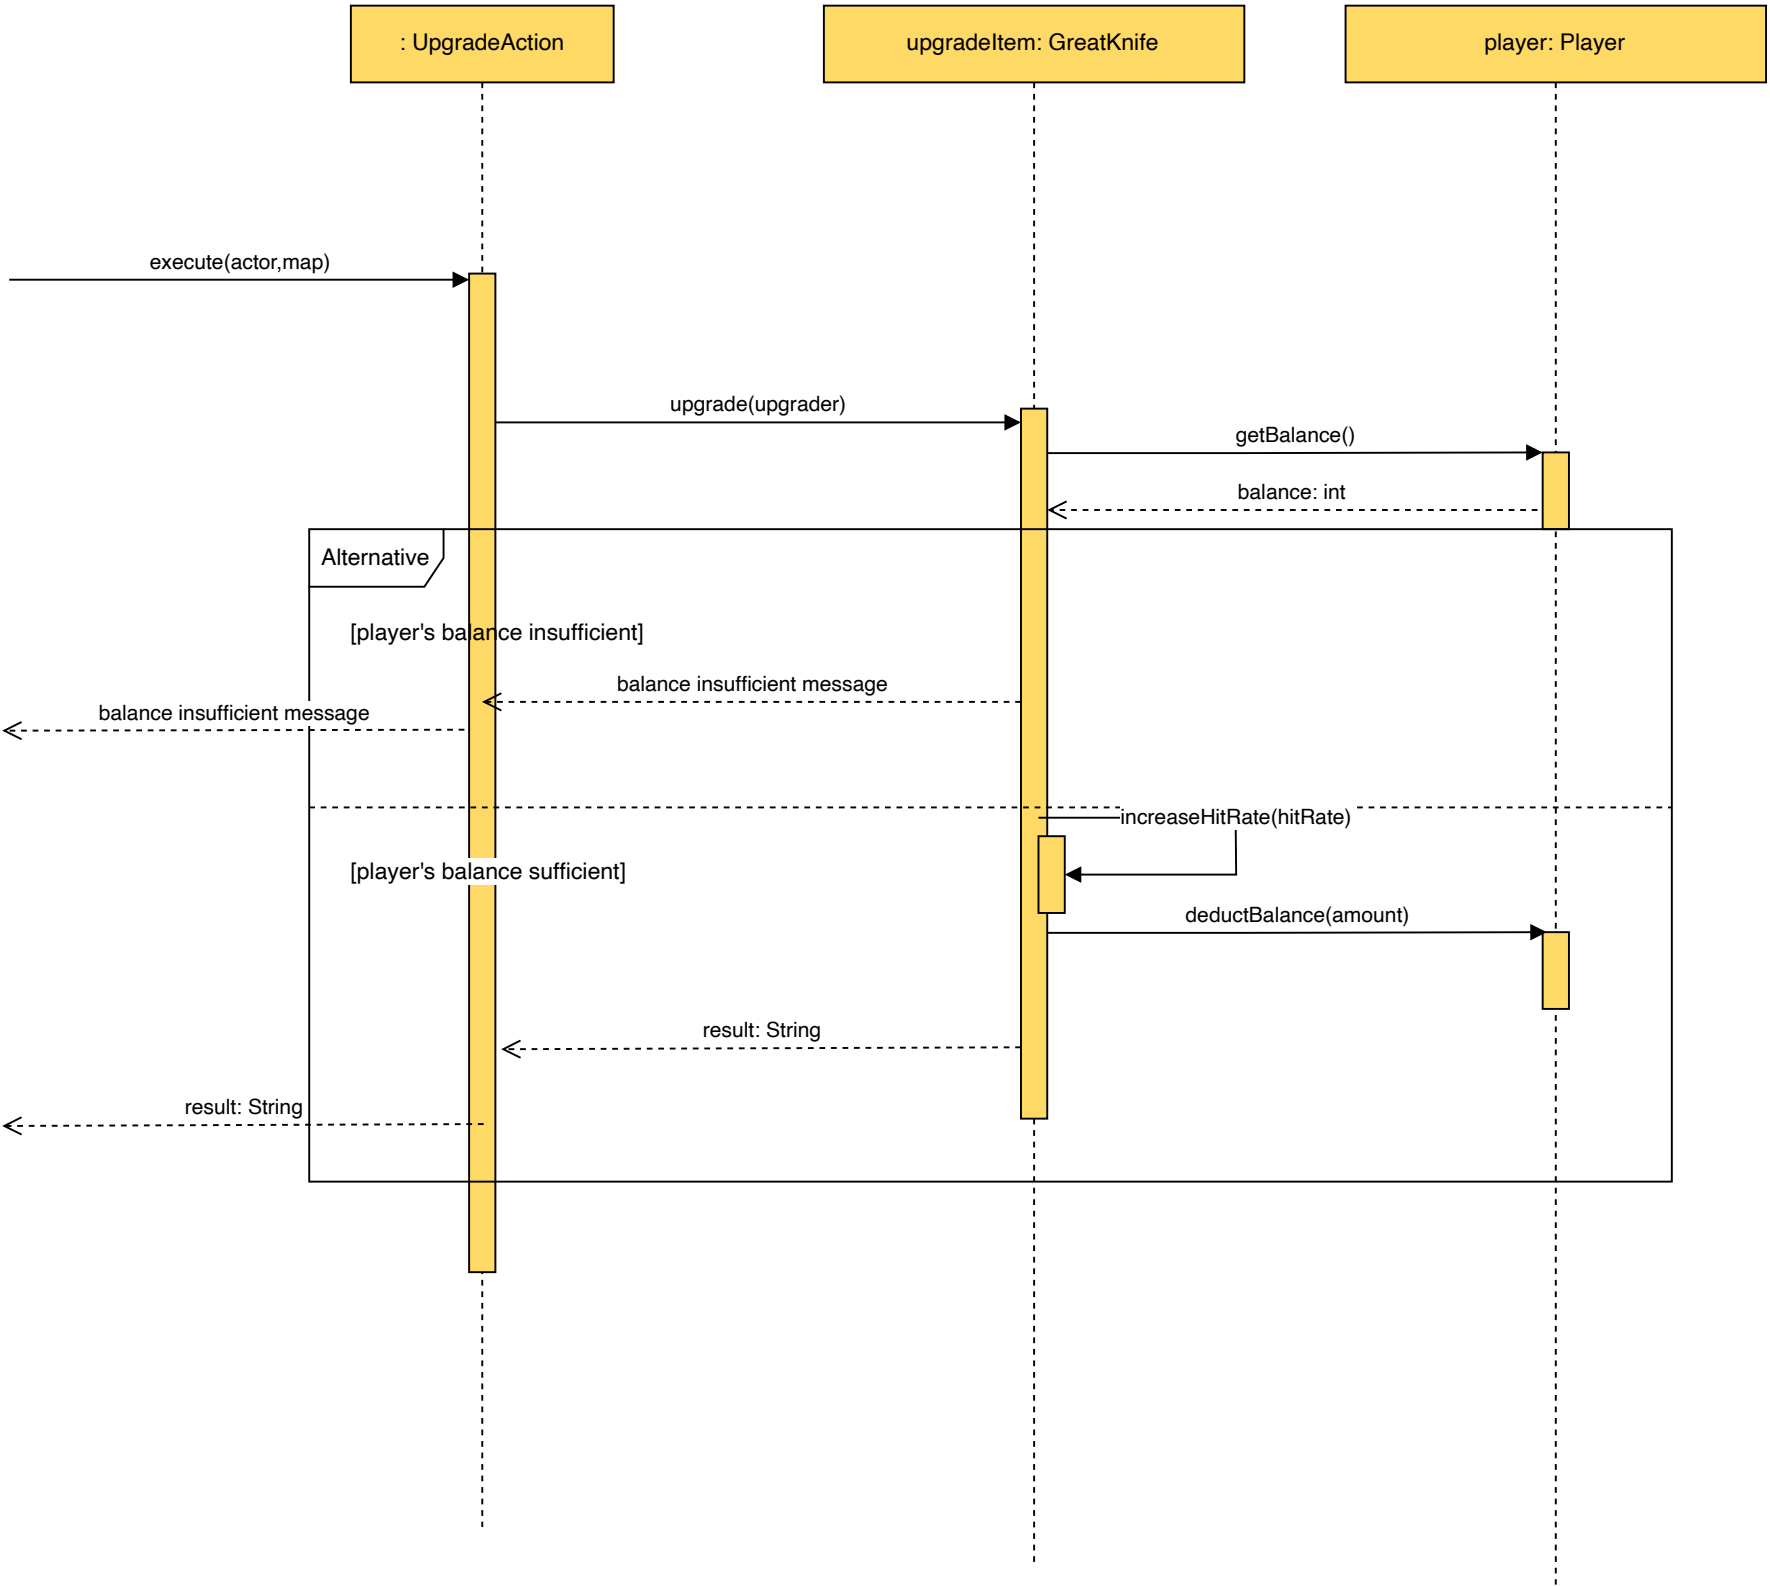 : UpgradeAction
upgradeItem: GreatKnife
player: Player
execute(actor,map)
upgrade(upgrader)
getBalance()
balance: int
Alternative
[player's balance insufficient]
balance insufficient message
balance insufficient message
increaseHitRate(hitRate)
[player's balance sufficient]
deductBalance(amount)
result: String
result: String